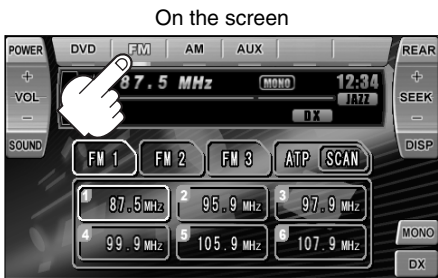 On the screen
POWER DVD FM AM AUX REAR
+ 87.5 MHz MONO 12:34 +
VOL JAZZ SEEK
- DX -
SOUND DISP
FM 1 FM 2 FM 3 ATP SCAN
1 87.5 MHz 2 95.9 MHz 3 97.9 MHz
4 99.9 MHz 5 105.9 MHz 6 107.9 MHz
MONO
DX